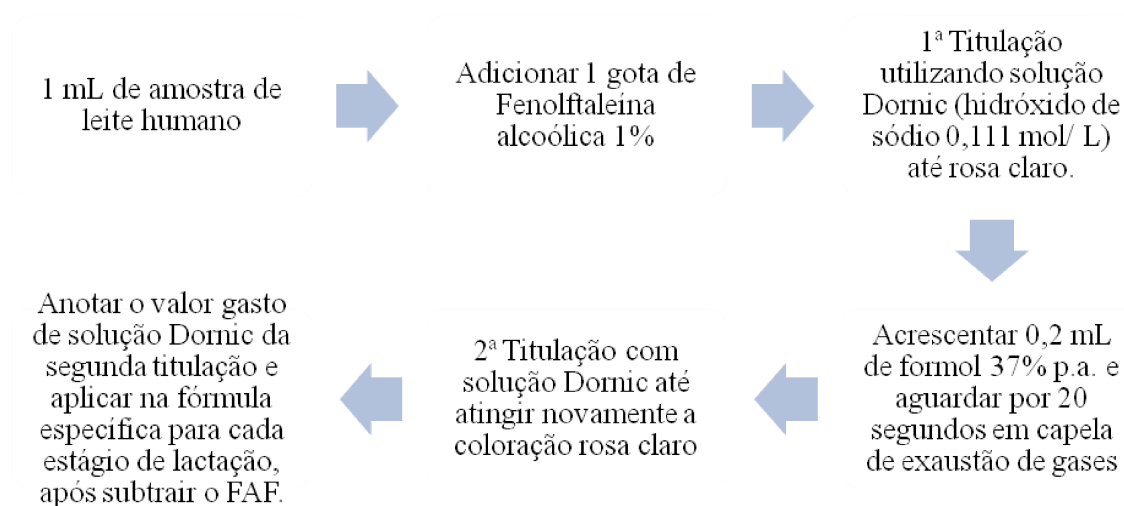 1 mL de amostra de
leite humano
Adicionar 1 gota de
Fenolftaleína
alcoólica 1%
1ª Titulação
utilizando solução
Dornic (hidróxido de
sódio 0,111 mol/ L)
até rosa claro.
Acrescentar 0,2 mL
de formol 37% p.a. e
aguardar por 20
segundos em capela
de exaustão de gases
2ª Titulação com
solução Dornic até
atingir novamente a
coloração rosa claro
Anotar o valor gasto
de solução Dornic da
segunda titulação e
aplicar na fórmula
específica para cada
estágio de lactação,
após subtrair o FAF.